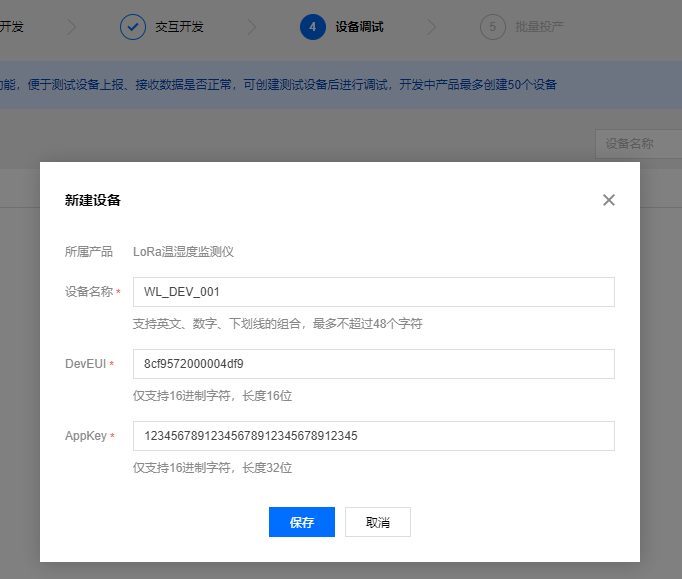 开发
交互开发
4
设备调试
5
批量投产
功能，便于测试设备上报、接收数据是否正常，可创建测试设备后进行调试，开发中产品最多创建50个设备
设备名称
新建设备
所属产品 LoRa温湿度监测仪
设备名称 * WL_DEV_001
支持英文、数字、下划线的组合，最多不超过48个字符
DevEUI * 8cf9572000004df9
仅支持16进制字符，长度16位
AppKey * 12345678912345678912345678912345
仅支持16进制字符，长度32位
保存 取消